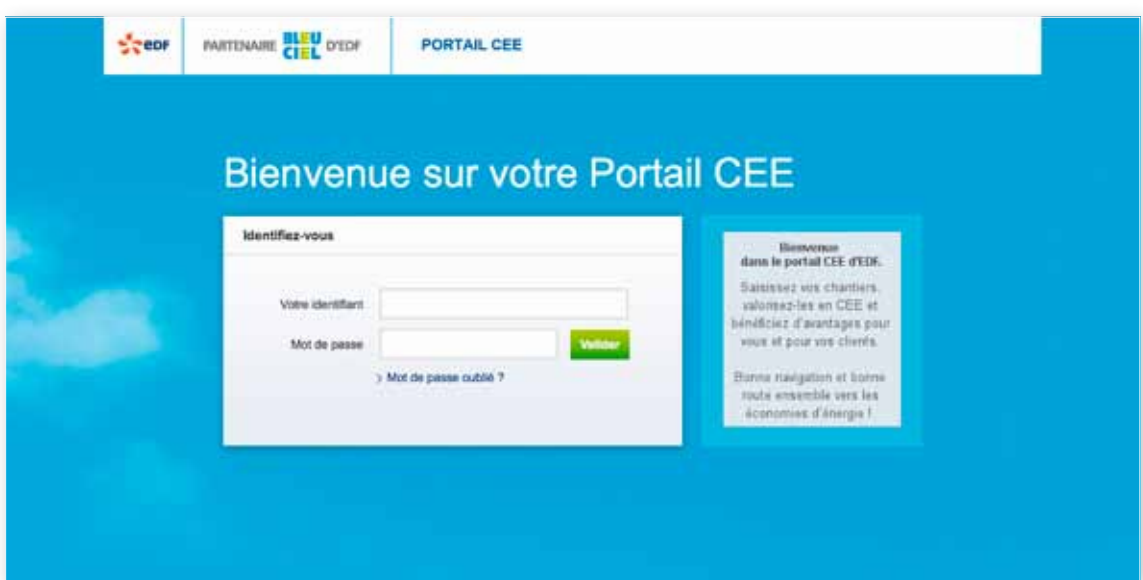 edf
PARTENAIRE BLEU CIEL D'EDF
PORTAIL CEE
Bienvenue sur votre Portail CEE
Identifiez-vous
Votre identifiant
Mot de passe
Valider
> Mot de passe oublié ?
Bienvenue
dans le portail CEE d'EDF.
Saisissez vos chantiers,
valorisez-les en CEE et
bénéficiez d'avantages pour
vous et pour vos clients.
Bonne navigation et bonne
route ensemble vers les
économies d'énergie !